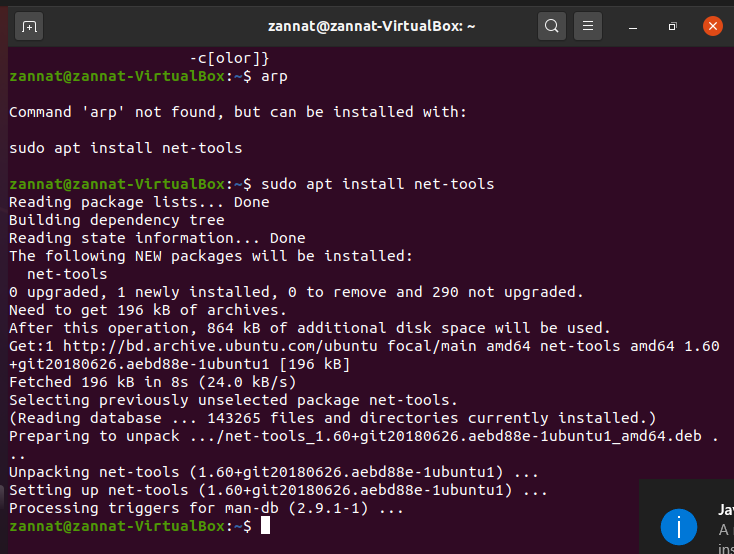 zannat@zannat-VirtualBox: ~
-c[olor]}
zannat@zannat-VirtualBox:~$ arp
Command 'arp' not found, but can be installed with:
sudo apt install net-tools
zannat@zannat-VirtualBox:~$ sudo apt install net-tools
Reading package lists... Done
Building dependency tree
Reading state information... Done
The following NEW packages will be installed:
net-tools
0 upgraded, 1 newly installed, 0 to remove and 290 not upgraded.
Need to get 196 kB of archives.
After this operation, 864 kB of additional disk space will be used.
Get:1 http://bd.archive.ubuntu.com/ubuntu focal/main amd64 net-tools amd64 1.60
+git20180626.aebd88e-1ubuntu1 [196 kB]
Fetched 196 kB in 8s (24.0 kB/s)
Selecting previously unselected package net-tools.
(Reading database ... 143265 files and directories currently installed.)
Preparing to unpack .../net-tools_1.60+git20180626.aebd88e-1ubuntu1_amd64.deb .
..
Unpacking net-tools (1.60+git20180626.aebd88e-1ubuntu1) ...
Setting up net-tools (1.60+git20180626.aebd88e-1ubuntu1) ...
Processing triggers for man-db (2.9.1-1) ...
zannat@zannat-VirtualBox:~$